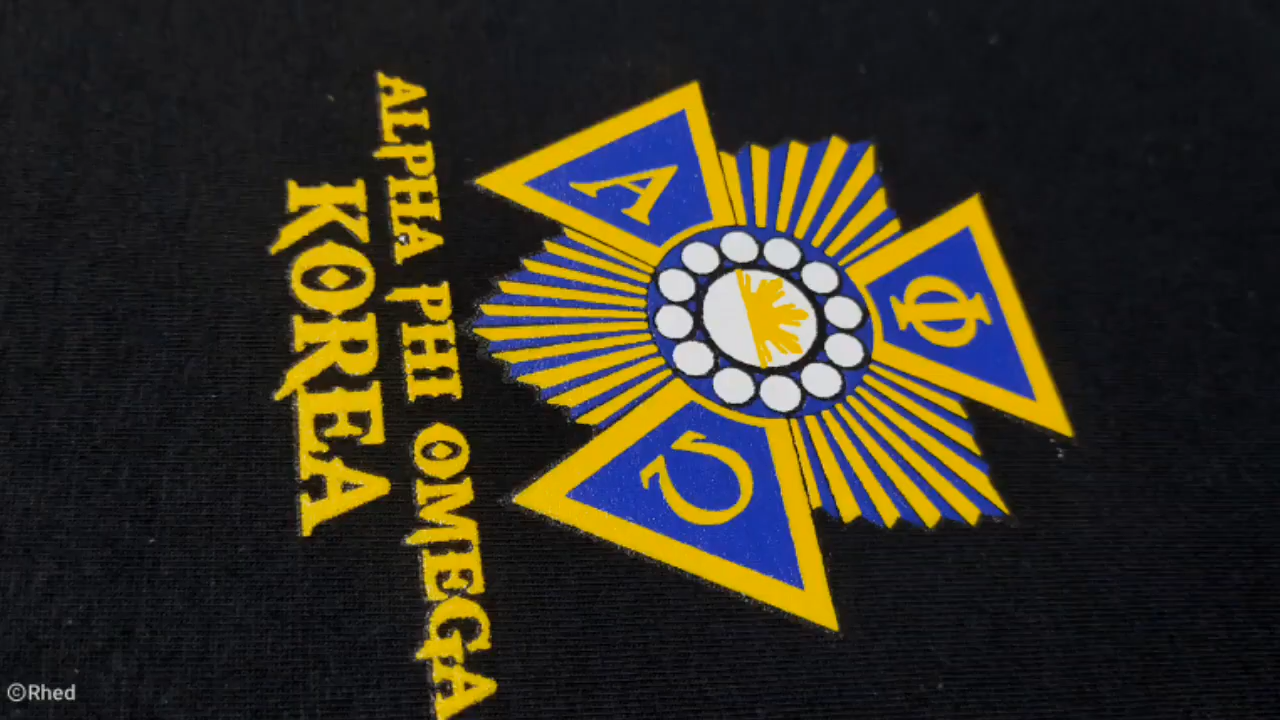 Α
Φ
Ω
ALPHA PHI OMEGA
KOREA
©Rhed